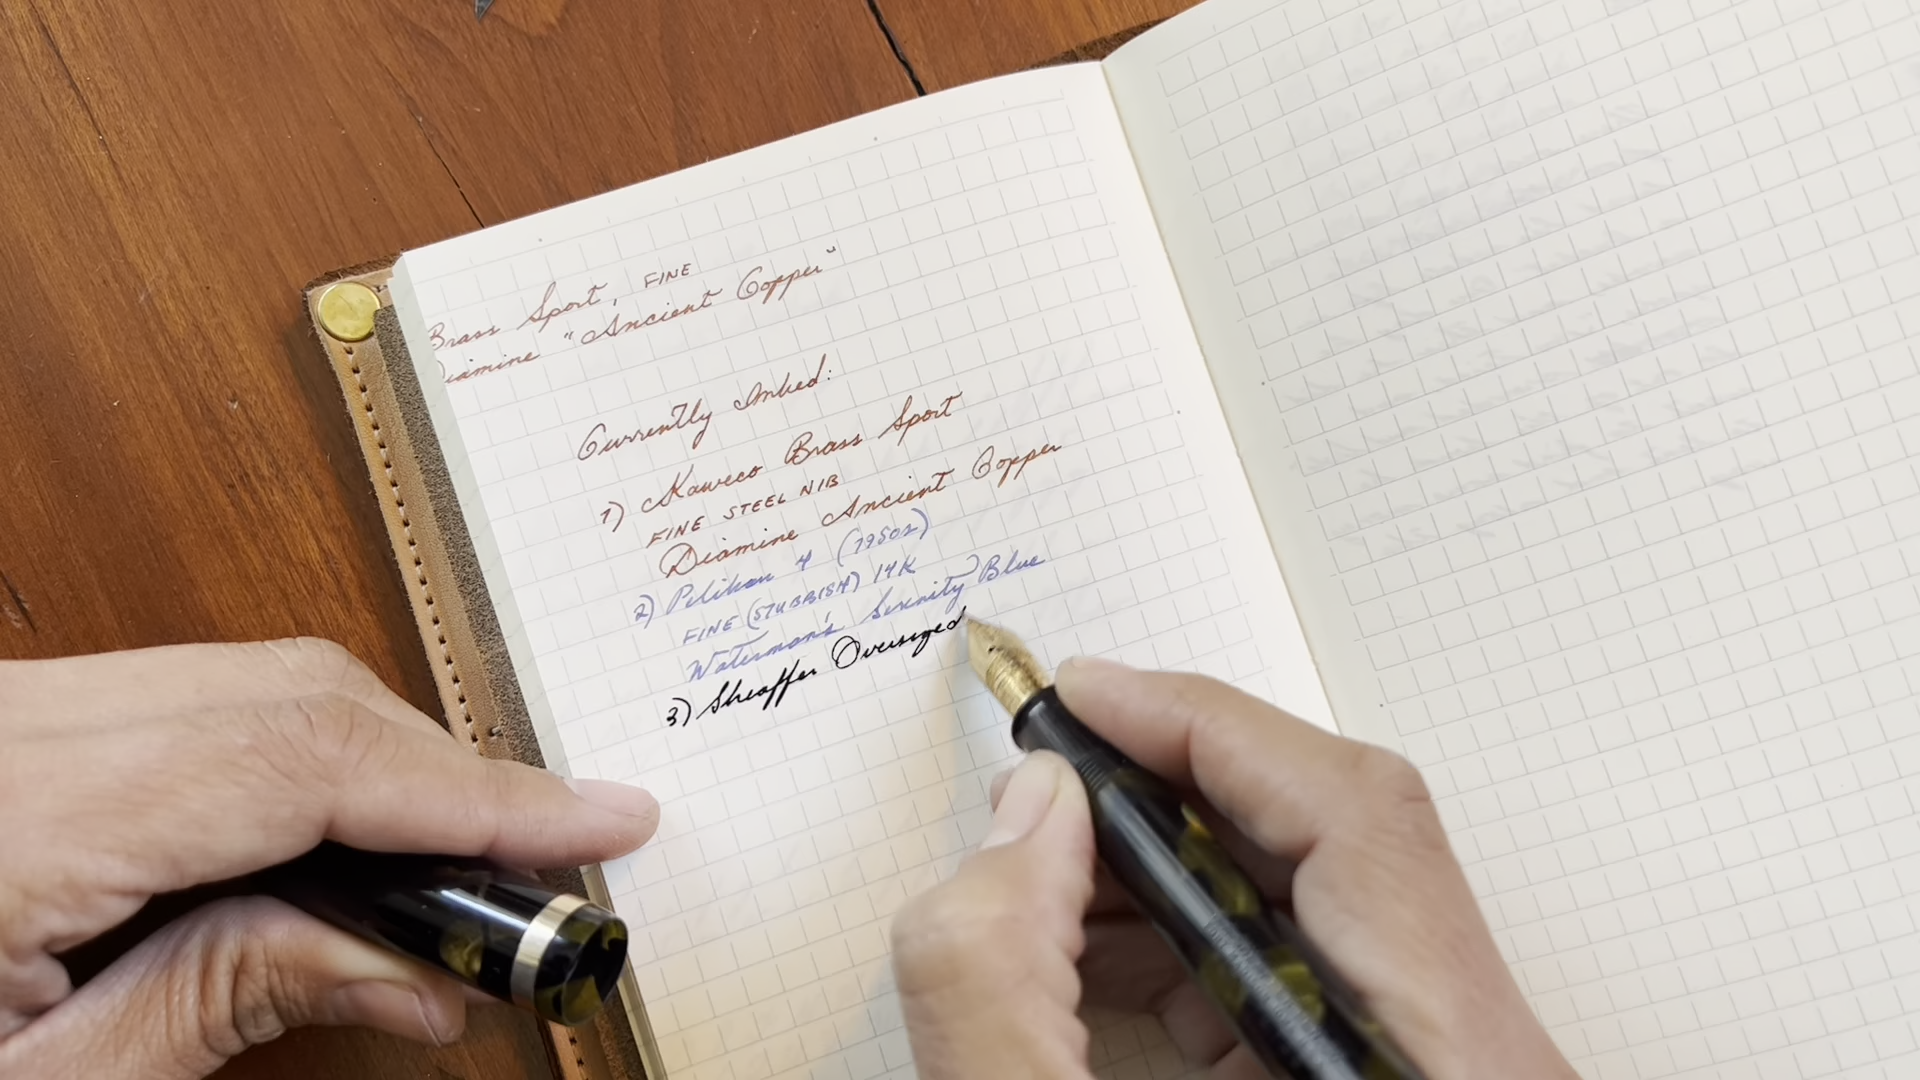 Brass Sport, FINE
Diamine "Ancient Copper"
Currently Inked:
1) Kaweco Brass Sport
FINE STEEL NIB
Diamine Ancient Copper
2) Pelikan 4 (1950s)
FINE (STUBBISH) 14K
Waterman's Serenity Blue
3) Sheaffer Oversized